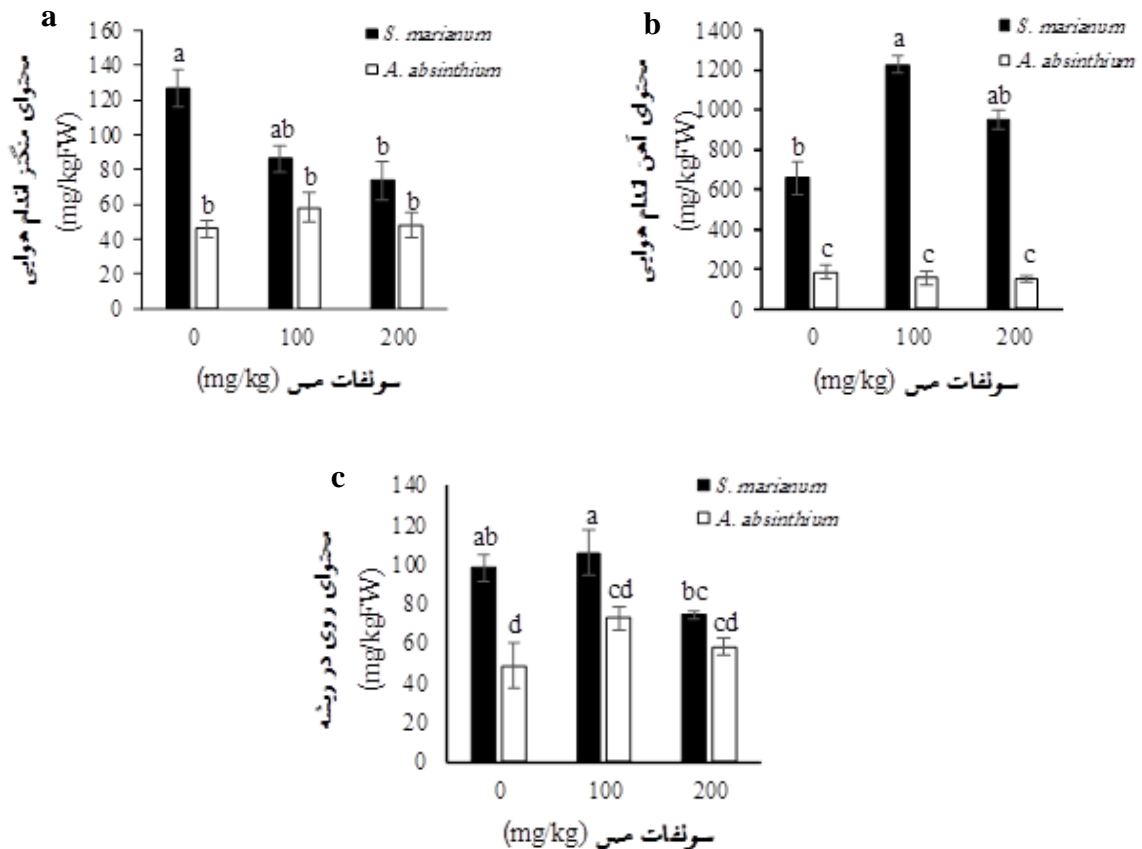 a
محتوای منگنز اندام هوایی
(mg/kgFW)
160
140
120
100
80
60
40
20
0
S. marianum
A. absinthium
a
b
ab
b
b
b
0 100 200
سولفات مس (mg/kg)
b
محتوای آهن اندام هوایی
(mg/kgFW)
1400
1200
1000
800
600
400
200
0
S. marianum
A. absinthium
b
c
a
c
ab
c
0 100 200
سولفات مس (mg/kg)
c
محتوای روی در ریشه
(mg/kgFW)
140
120
100
80
60
40
20
0
S. marianum
A. absinthium
ab
d
a
cd
bc
cd
0 100 200
سولفات مس (mg/kg)